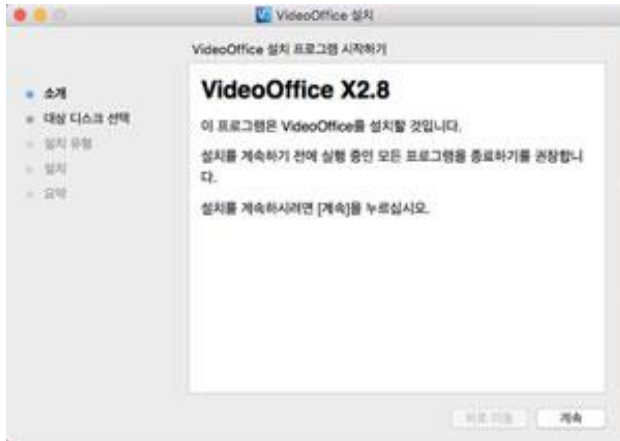 VideoOffice 설치
VideoOffice 설치 프로그램 시작하기
소개
대상 디스크 선택
설치 유형
설치
요약
VideoOffice X2.8
이 프로그램은 VideoOffice를 설치할 것입니다.
설치를 계속하기 전에 실행 중인 모든 프로그램을 종료하기를 권장합니
다.
설치를 계속하시려면 [계속]을 누르십시오.
뒤로 이동
계속